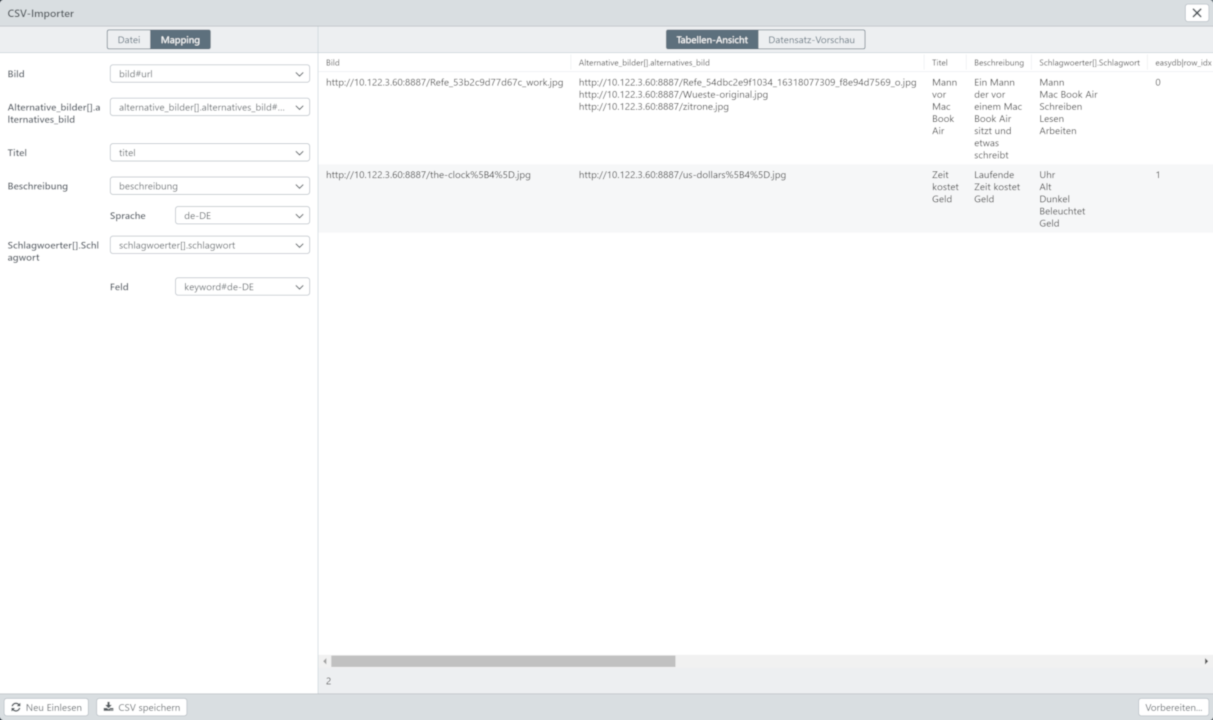 CSV-Importer
Datei Mapping
Tabellen-Ansicht Datensatz-Vorschau
Bild bild#url
Alternative_bilder[].a
lternatives_bild
alternative_bilder[].alternatives_bild#...
Titel titel
Beschreibung beschreibung
Sprache de-DE
Schlagwoerter[].Schl
agwort
schlagwoerter[].schlagwort
Feld keyword#de-DE
Bild Alternative_bilder[].alternatives_bild Titel Beschreibung Schlagwoerter[].Schlagwort easydb|row_idx
http://10.122.3.60:8887/Refe_53b2c9d77d67c_work.jpg
http://10.122.3.60:8887/Refe_54dbc2e9f1034_16318077309_f8e94d7569_o.jpg
http://10.122.3.60:8887/Wueste-original.jpg
http://10.122.3.60:8887/zitrone.jpg
Mann
vor
Mac
Book
Air
Ein Mann
der vor
einem Mac
Book Air
sitzt und
etwas
schreibt
Mann
Mac Book Air
Schreiben
Lesen
Arbeiten
0
http://10.122.3.60:8887/the-clock%5B4%5D.jpg
http://10.122.3.60:8887/us-dollars%5B4%5D.jpg
Zeit
kostet
Geld
Laufende
Zeit kostet
Geld
Uhr
Alt
Dunkel
Beleuchtet
Geld
1
2
Neu Einlesen CSV speichern Vorbereiten...